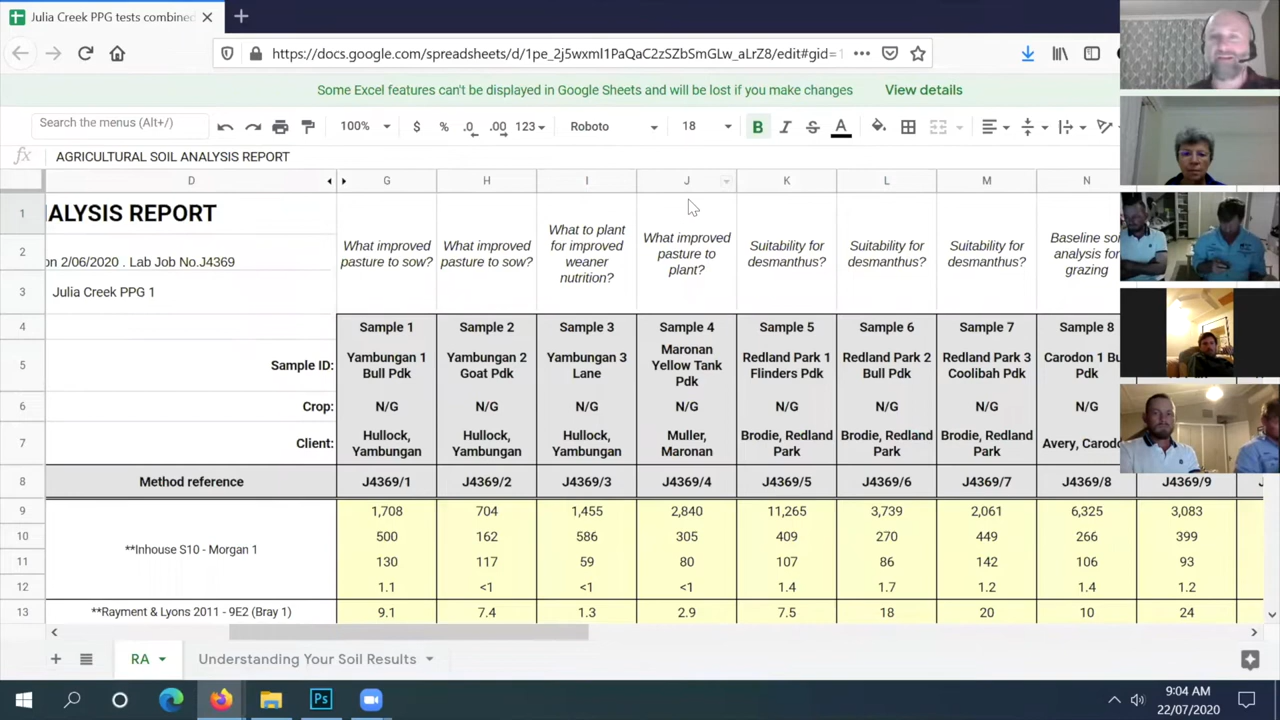 Julia Creek PPG tests combined
https://docs.google.com/spreadsheets/d/1pe_2j5wxml1PaQaC2zSZbSmGLw_aLrZ8/edit#gid=1
Some Excel features can't be displayed in Google Sheets and will be lost if you make changes View details
Search the menus (Alt+/)
100% $ % .0 .00 123 Roboto 18 B I S A
fx AGRICULTURAL SOIL ANALYSIS REPORT
D G H I J K L M N
1 ALYSIS REPORT
What improved pasture to sow?
What improved pasture to sow?
What to plant for improved weaner nutrition?
What improved pasture to plant?
Suitability for desmanthus?
Suitability for desmanthus?
Suitability for desmanthus?
Baseline soi analysis for grazing
2 on 2/06/2020 . Lab Job No.J4369
3 Julia Creek PPG 1
4 Sample 1 Sample 2 Sample 3 Sample 4 Sample 5 Sample 6 Sample 7 Sample 8
5 Sample ID:
Yambungan 1 Bull Pdk
Yambungan 2 Goat Pdk
Yambungan 3 Lane
Maronan Yellow Tank Pdk
Redland Park 1 Flinders Pdk
Redland Park 2 Bull Pdk
Redland Park 3 Coolibah Pdk
Carodon 1 Bu Pdk
6 Crop: N/G N/G N/G N/G N/G N/G N/G N/G
7 Client:
Hullock, Yambungan
Hullock, Yambungan
Hullock, Yambungan
Muller, Maronan
Brodie, Redland Park
Brodie, Redland Park
Brodie, Redland Park
Avery, Carodo
8 Method reference J4369/1 J4369/2 J4369/3 J4369/4 J4369/5 J4369/6 J4369/7 J4369/8 J4369/9
9 1,708 704 1,455 2,840 11,265 3,739 2,061 6,325 3,083
10 500 162 586 305 409 270 449 266 399
**Inhouse S10 - Morgan 1
11 130 117 59 80 107 86 142 106 93
12 1.1 <1 <1 <1 1.4 1.7 1.2 1.4 1.2
13 **Rayment & Lyons 2011 - 9E2 (Bray 1) 9.1 7.4 1.3 2.9 7.5 18 20 10 24
RA Understanding Your Soil Results
Ps
9:04 AM
22/07/2020